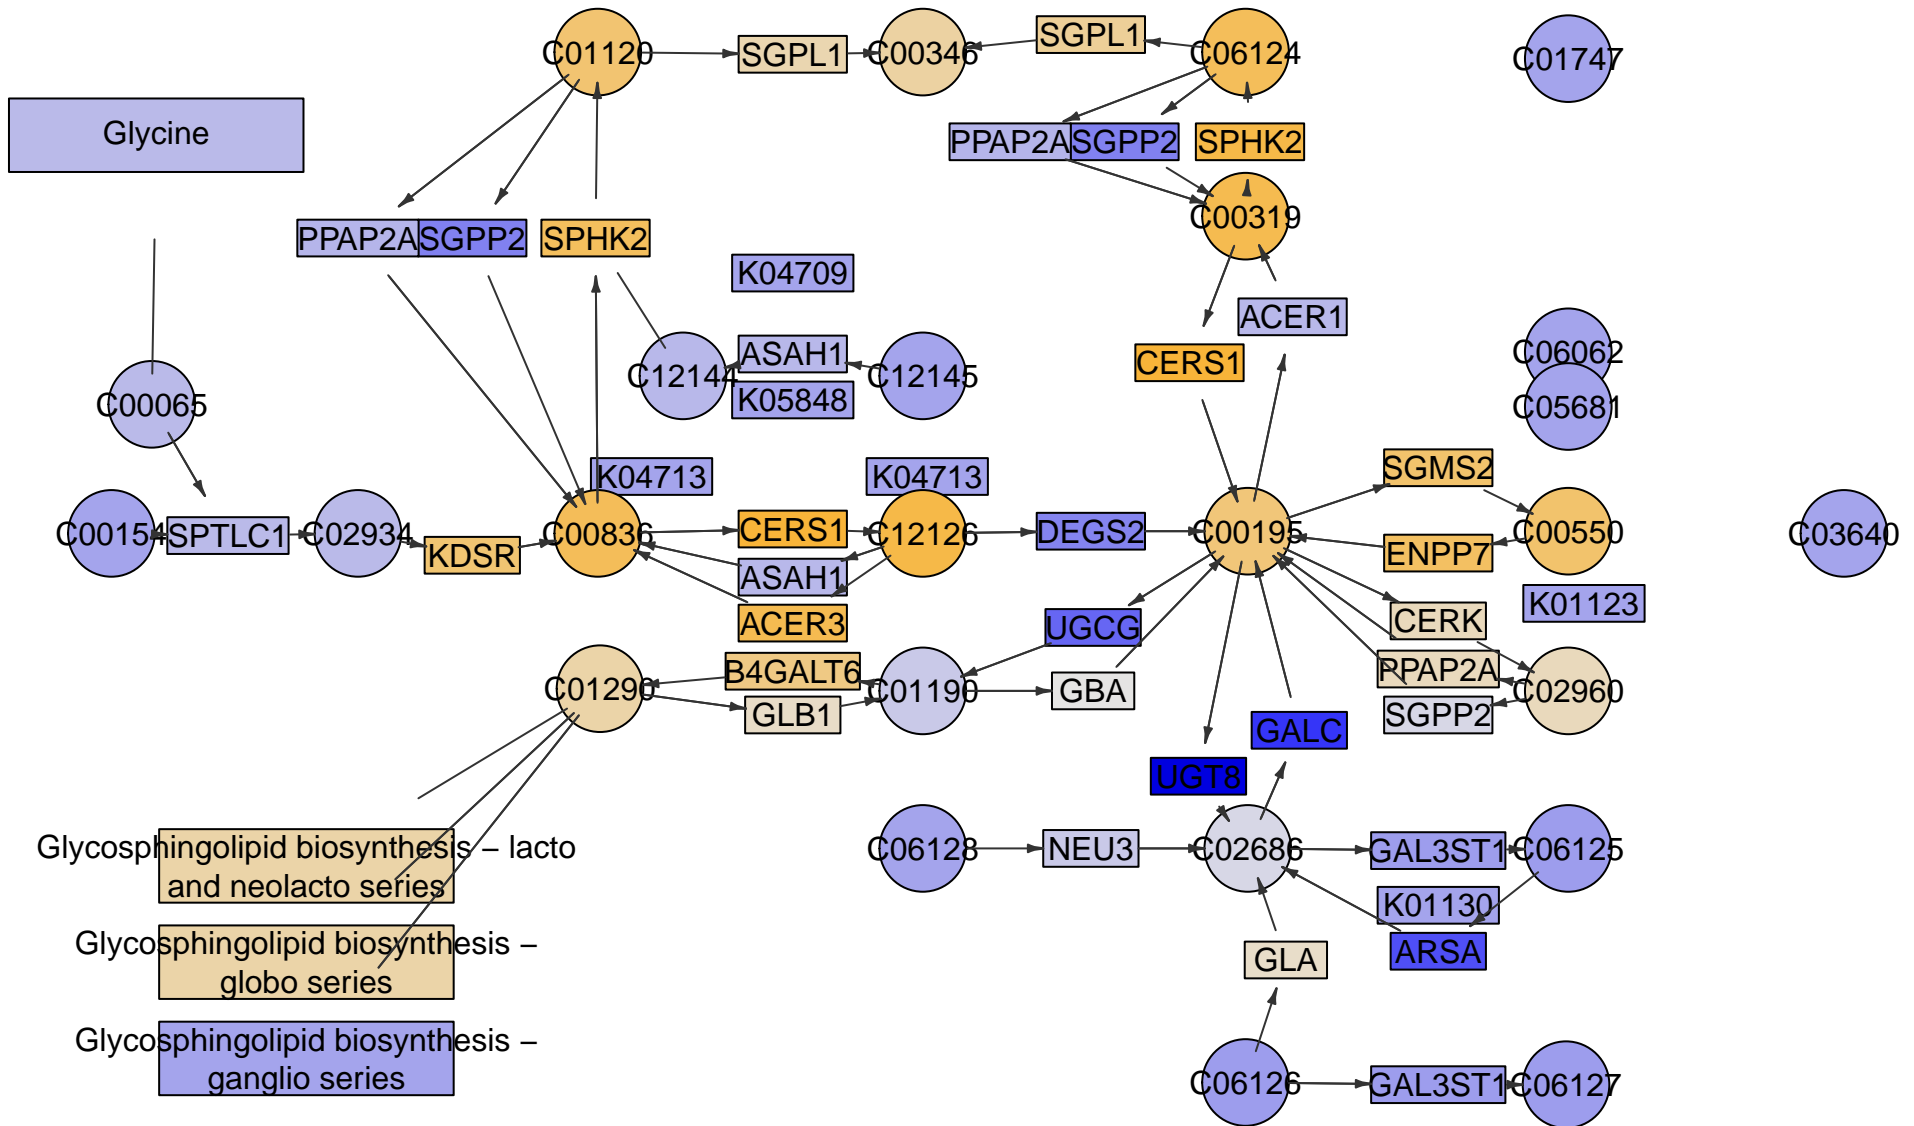 C01120
SGPL1
C00346
SGPL1
C06124
C01747
Glycine
PPAP2A
SGPP2
SPHK2
C00319
PPAP2A
SGPP2
SPHK2
K04709
ACER1
ASAH1
C12144
C12145
K05848
CERS1
C06062
C05681
C00065
K04713
K04713
SGMS2
C00154
SPTLC1
C02934
KDSR
C00836
CERS1
C12126
DEGS2
C00195
C00550
C03640
ENPP7
ASAH1
K01123
ACER3
UGCG
CERK
B4GALT6
PPAP2A
C01290
C01190
GBA
C02960
GLB1
SGPP2
GALC
UGT8
Glycosphingolipid biosynthesis – lacto
and neolacto series
C06128
NEU3
C02686
GAL3ST1
C06125
K01130
Glycosphingolipid biosynthesis –
globo series
GLA
ARSA
Glycosphingolipid biosynthesis –
ganglio series
C06126
GAL3ST1
C06127